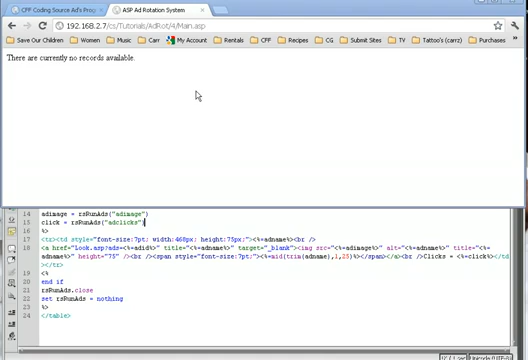 CFF Coding Source Ad's Prog
ASP Ad Rotation System
192.168.2.7/cs/Tutorials/AdRot/4/Main.asp
Save Our Children Women Music Carr My Account Rentals CFF Recipes CG Submit Sites TV Tattoo's (carrz) Purchases »
There are currently no records available.
14 adimage = rsRunAds("adimage")
15 click = rsRunAds("adclicks")
16 %>
17 <tr><td style="font-size:7pt; width:468px; height:75px;"><%=adname%><br />
18 <a href="Look.asp?ads=<%=adid%>" title="<%=adname%>" target="_blank"><img src="<%=adimage%>" alt="<%=adname%>" title="<%=
adname%>" height="75" /><br /><span style="font-size:7pt;"><%=mid(trim(adname),1,25)%></span></a><br />Clicks = <%=click%></td
></tr>
19 <%
20 end if
21 rsRunAds.close
22 set rsRunAds = nothing
23 %>
24 </table>